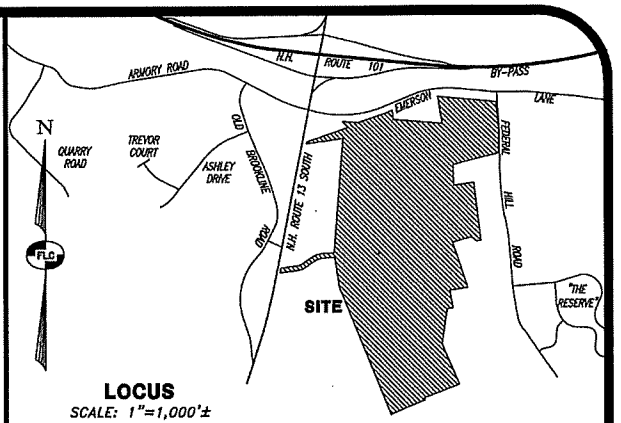 N.H. ROUTE 101 BY-PASS
ARMORY ROAD
EMERSON LANE
N
QUARRY ROAD
TREVOR COURT
ASHLEY DRIVE
OLD BROOKLINE ROAD
N.H. ROUTE 13 SOUTH
FEDERAL HILL ROAD
FLC
SITE
"THE RESERVE"
LOCUS
SCALE: 1"=1,000'±